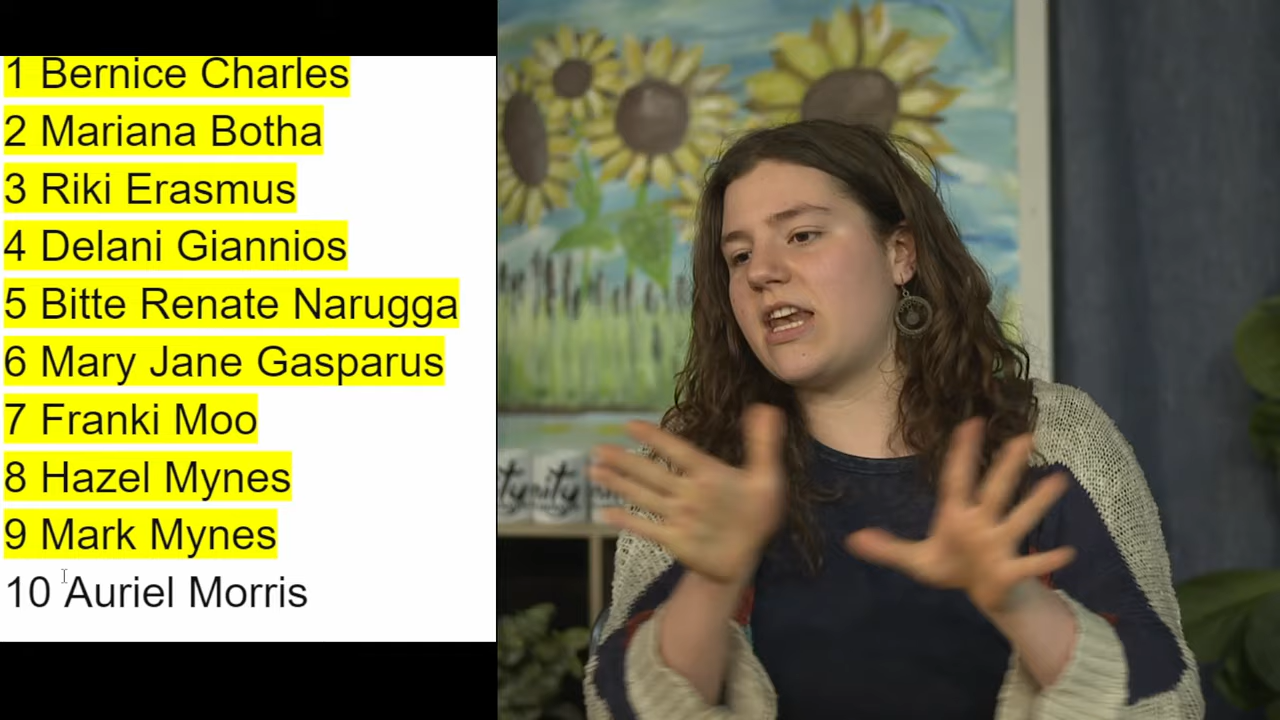 1 Bernice Charles
2 Mariana Botha
3 Riki Erasmus
4 Delani Giannios
5 Bitte Renate Narugga
6 Mary Jane Gasparus
7 Franki Moo
8 Hazel Mynes
9 Mark Mynes
10 Auriel Morris